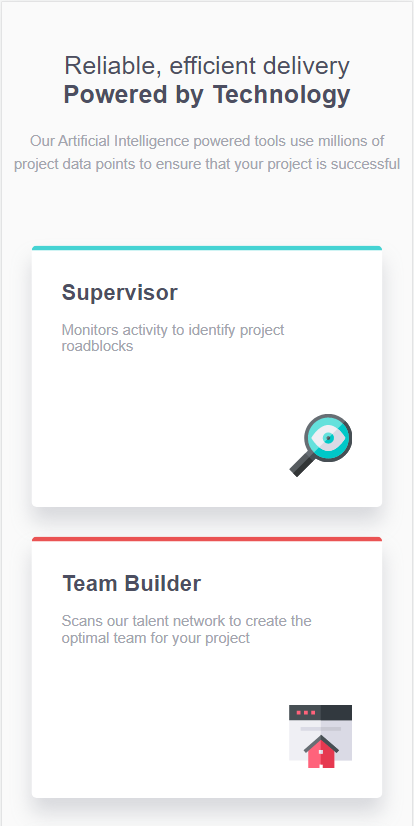 Reliable, efficient delivery
Powered by Technology
Our Artificial Intelligence powered tools use millions of
project data points to ensure that your project is successful
Supervisor
Monitors activity to identify project
roadblocks
Team Builder
Scans our talent network to create the
optimal team for your project